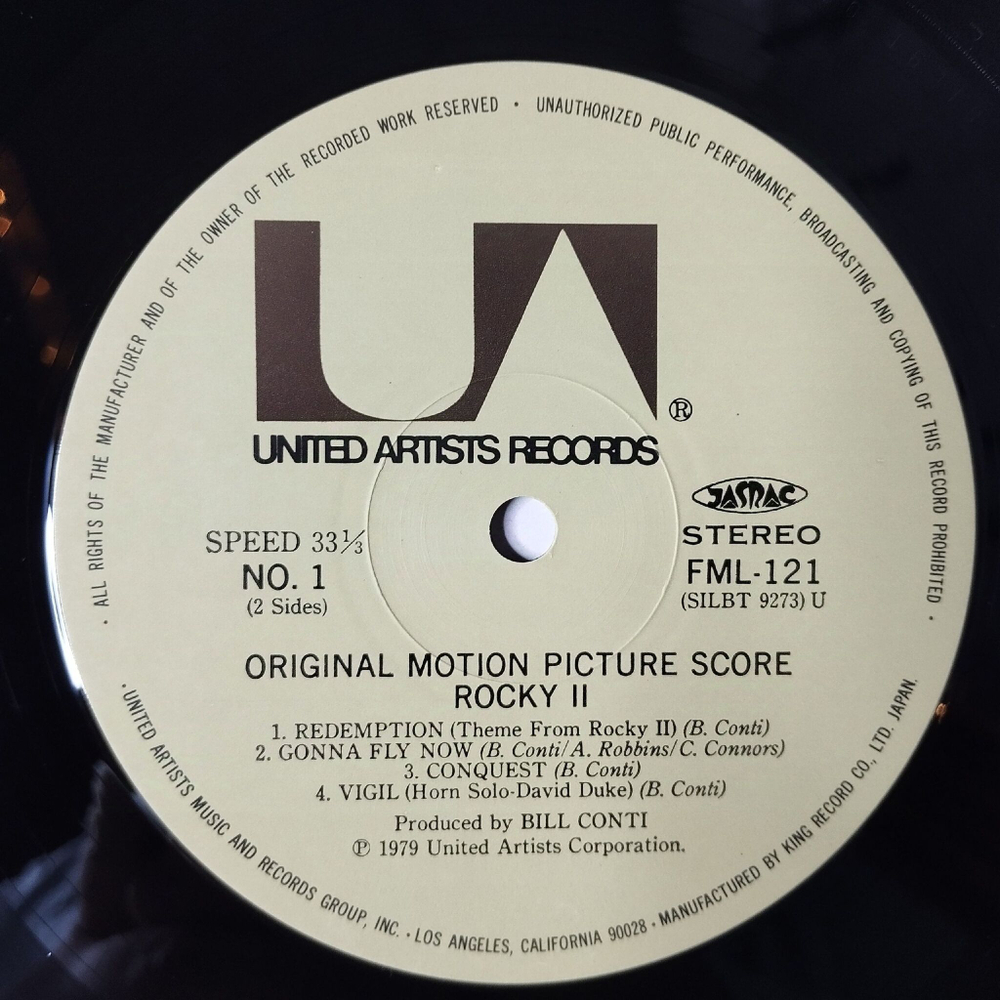 · ALL RIGHTS OF THE MANUFACTURER AND OF THE OWNER OF THE RECORDED WORK RESERVED · UNAUTHORIZED PUBLIC PERFORMANCE, BROADCASTING AND COPYING OF THIS RECORD PROHIBITED ·
UA ®
UNITED ARTISTS RECORDS
JASRAC
SPEED 33⅓
STEREO
NO. 1
FML-121
(2 Sides)
(SILBT 9273) U
ORIGINAL MOTION PICTURE SCORE
ROCKY II
1. REDEMPTION (Theme From Rocky II) (B. Conti)
2. GONNA FLY NOW (B. Conti/A. Robbins/C. Connors)
3. CONQUEST (B. Conti)
4. VIGIL (Horn Solo-David Duke) (B. Conti)
Produced by BILL CONTI
℗ 1979 United Artists Corporation.
· UNITED ARTISTS MUSIC AND RECORDS GROUP, INC. · LOS ANGELES, CALIFORNIA 90028 · MANUFACTURED BY KING RECORD CO., LTD. JAPAN.